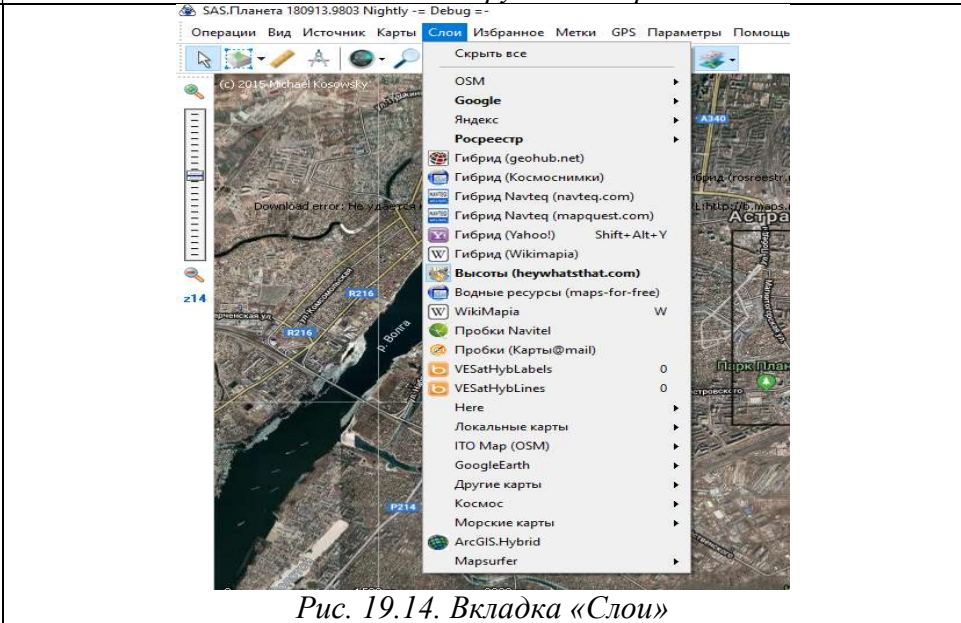 SAS.Планета 180913.9803 Nightly -= Debug =-
Операции Вид Источник Карты Слои Избранное Метки GPS Параметры Помощь
Скрыть все
(c) 2015 Michael Kosowsky
OSM
Google
A340
Яндекс
Росреестр
Гибрид (geohub.net)
Гибрид (Космоснимки)
Гибрид Navteq (navteq.com)
Download error: Не удается
Гибрид Navteq (mapquest.com)
Астра
Гибрид (Yahoo!) Shift+Alt+Y
Гибрид (Wikimapia)
Высоты (heywhatsthat.com)
z14
R216
Водные ресурсы (maps-for-free)
WikiMapia W
R216
р. Волга
Пробки Navitel
Пробки (Карты@mail)
VESatHybLabels 0
Парк План
VESatHybLines 0
Here
Локальные карты
ITO Map (OSM)
GoogleEarth
Другие карты
Космос
P214
Морские карты
ArcGIS.Hybrid
Mapsurfer
Рис. 19.14. Вкладка «Слои»